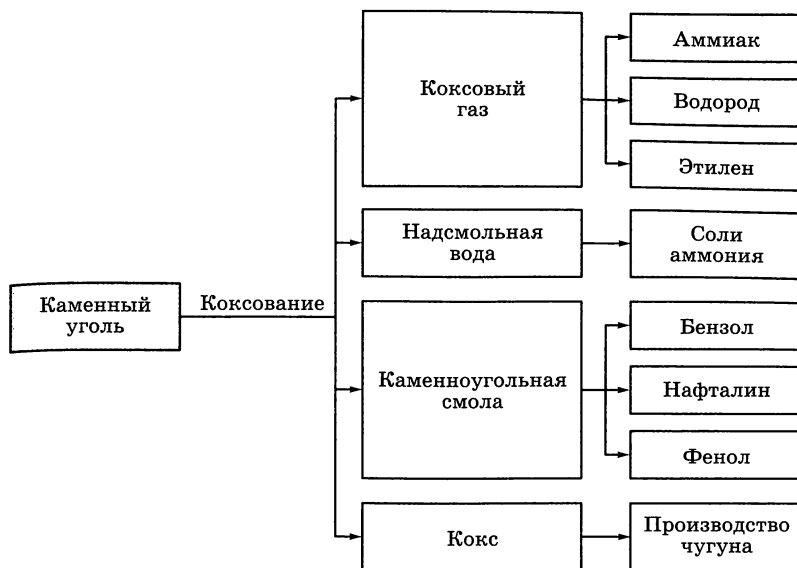 Каменный
уголь
Коксование
Коксовый
газ
Аммиак
Водород
Этилен
Надсмольная
вода
Соли
аммония
Каменноугольная
смола
Бензол
Нафталин
Фенол
Кокс
Производство
чугуна